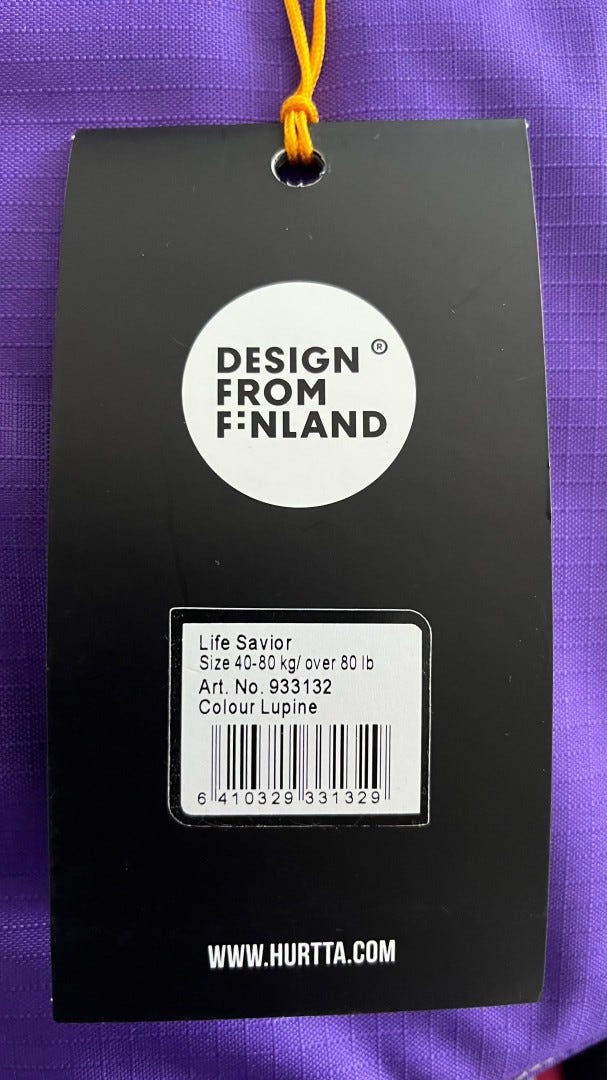 DESIGN ®
FROM
FINLAND
Life Savior
Size 40-80 kg/ over 80 lb
Art. No. 933132
Colour Lupine
6 410329 331329
WWW.HURTTA.COM